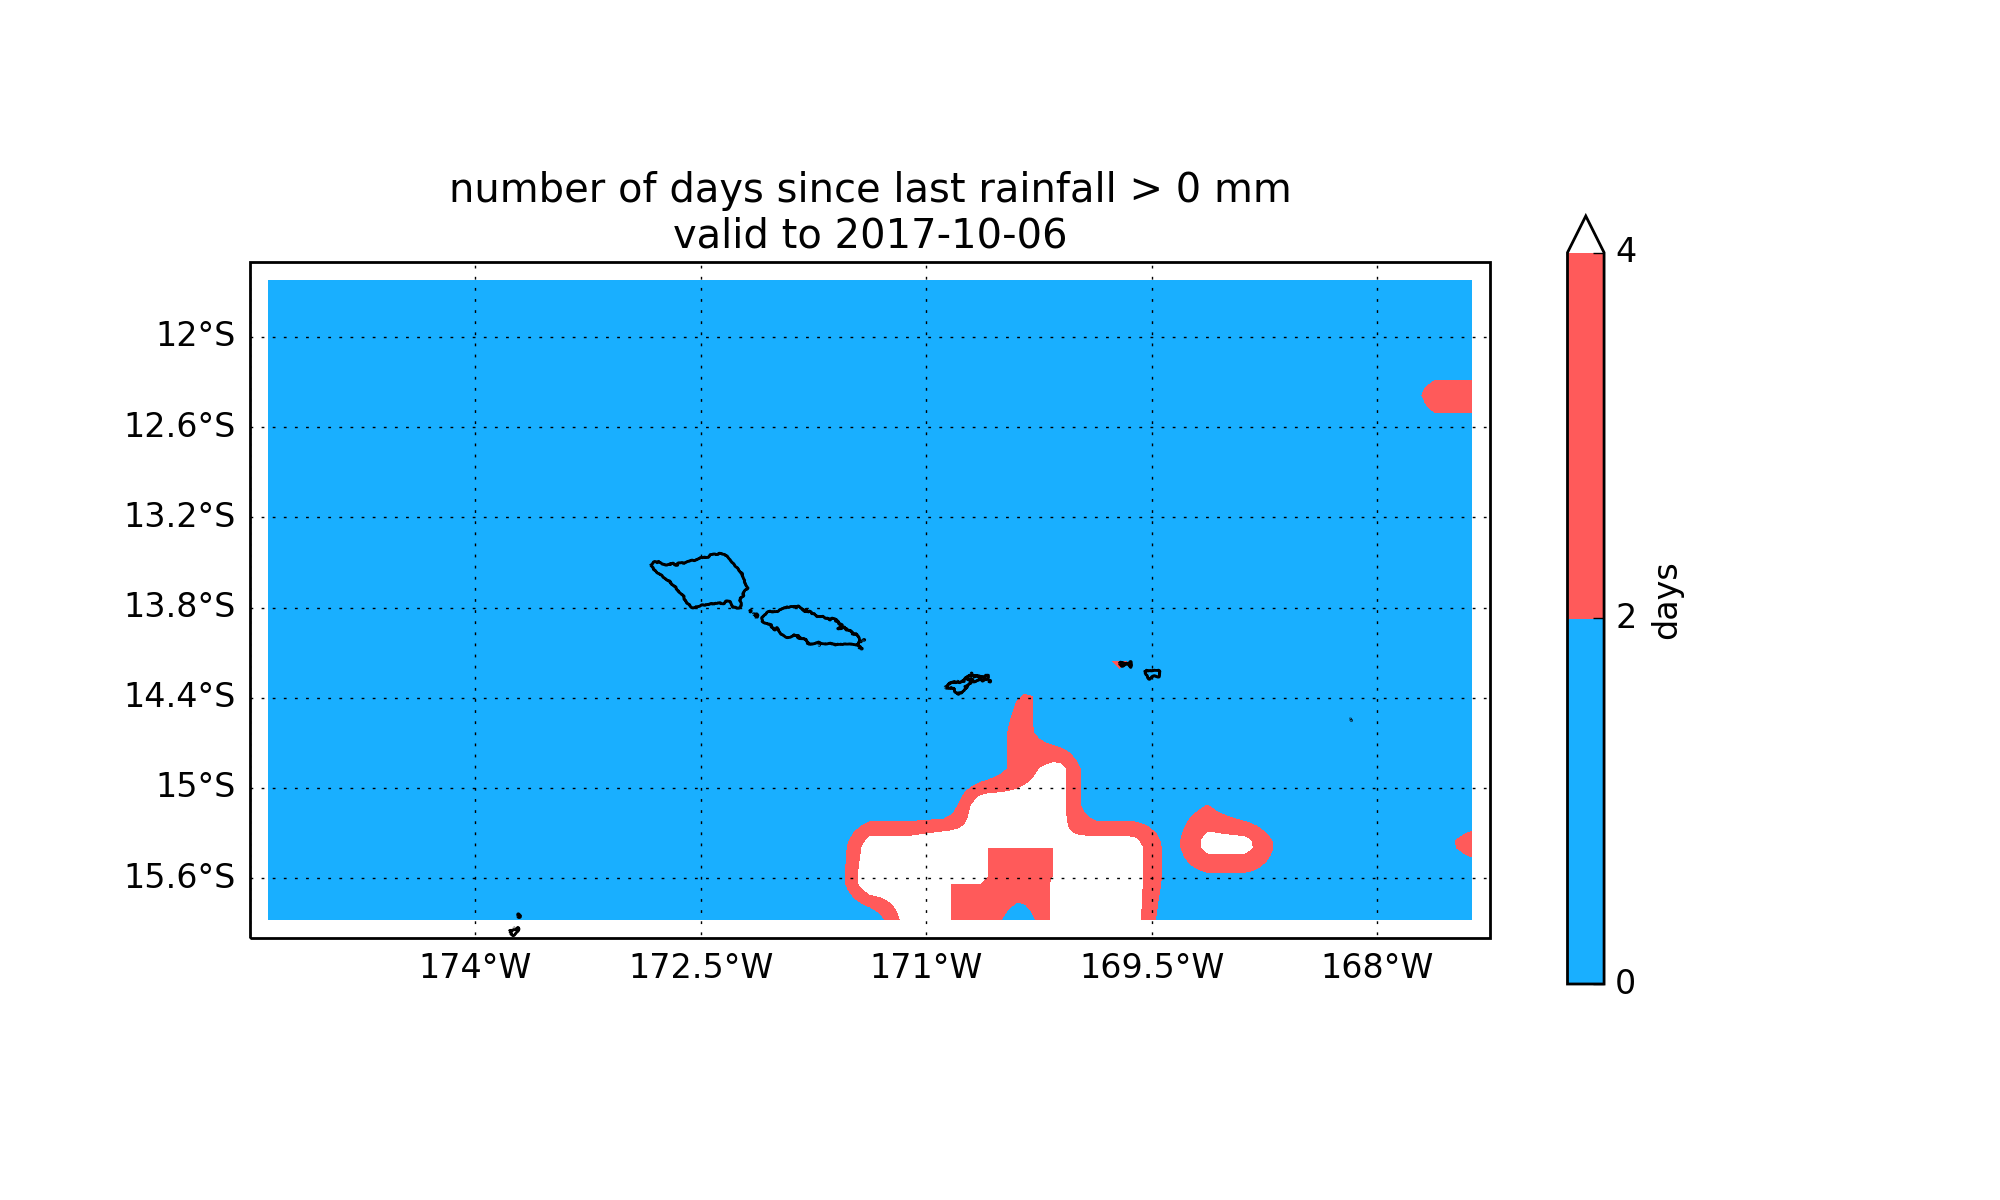 number of days since last rainfall > 0 mm
valid to 2017-10-06
12°S
12.6°S
13.2°S
13.8°S
14.4°S
15°S
15.6°S
174°W
172.5°W
171°W
169.5°W
168°W
4
2
0
days